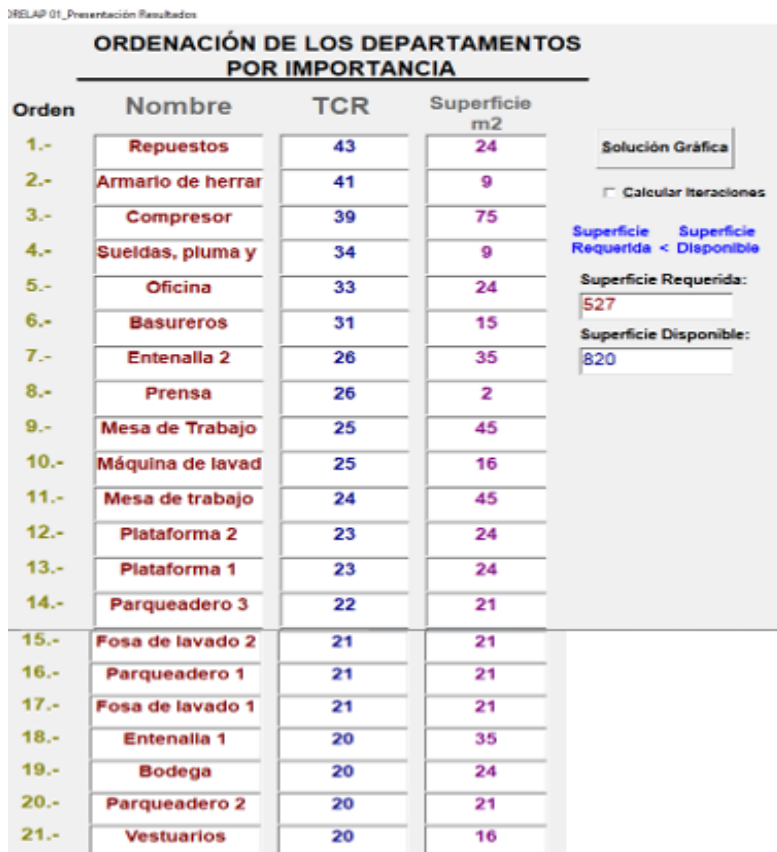 ORELAP 01_Presentación Resultados
ORDENACIÓN DE LOS DEPARTAMENTOS
POR IMPORTANCIA
Orden Nombre TCR Superficie m2
1.- Repuestos 43 24
2.- Armario de herrar 41 9
3.- Compresor 39 75
4.- Sueldas, pluma y 34 9
5.- Oficina 33 24
6.- Basureros 31 15
7.- Entenalla 2 26 35
8.- Prensa 26 2
9.- Mesa de Trabajo 25 45
10.- Máquina de lavad 25 16
11.- Mesa de trabajo 24 45
12.- Plataforma 2 23 24
13.- Plataforma 1 23 24
14.- Parqueadero 3 22 21
15.- Fosa de lavado 2 21 21
16.- Parqueadero 1 21 21
17.- Fosa de lavado 1 21 21
18.- Entenalla 1 20 35
19.- Bodega 20 24
20.- Parqueadero 2 20 21
21.- Vestuarios 20 16
Solución Gráfica
Calcular Iteraciones
Superficie Superficie
Requerida < Disponible
Superficie Requerida:
527
Superficie Disponible:
820